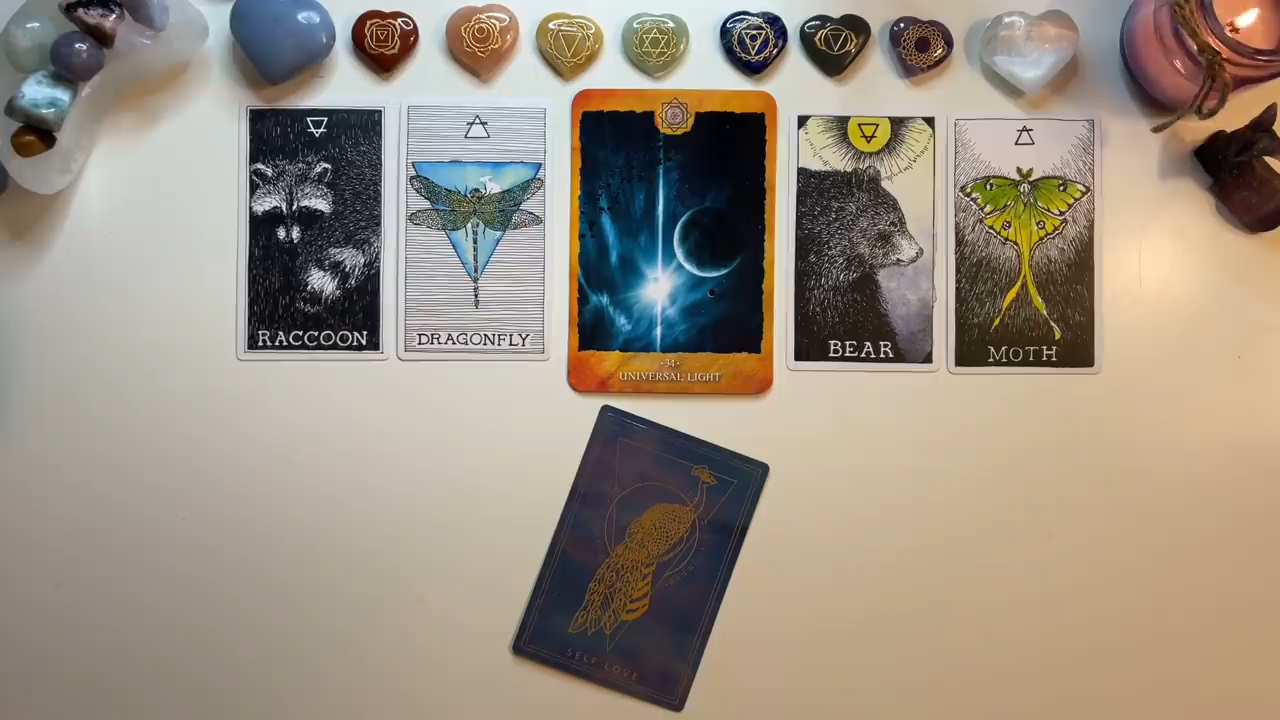 RACCOON
DRAGONFLY
·34·
UNIVERSAL LIGHT
BEAR
MOTH
SELF LOVE